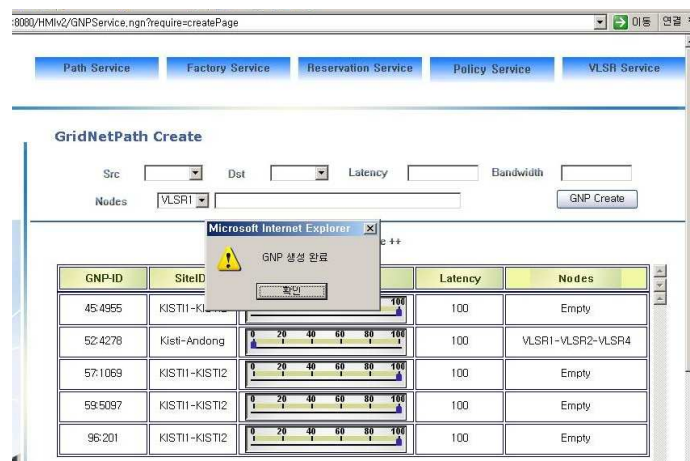 :8080/HMIv2/GNPService.ngn?require=createPage
이동 연결
Path Service Factory Service Reservation Service Policy Service VLSR Service
GridNetPath Create
Src Dst Latency Bandwidth
Nodes VLSR1 GNP Create
Microsoft Internet Explorer
GNP 생성 완료
확인
e ++
GNP-ID SiteID Latency Nodes
45:4955 KISTI1-KISTI2 100 100 Empty
52:4278 Kisti-Andong 0 20 40 60 80 100 100 VLSR1-VLSR2-VLSR4
57:1069 KISTI1-KISTI2 0 20 40 60 80 100 100 Empty
59:5097 KISTI1-KISTI2 0 20 40 60 80 100 100 Empty
96:201 KISTI1-KISTI2 0 20 40 60 80 100 100 Empty